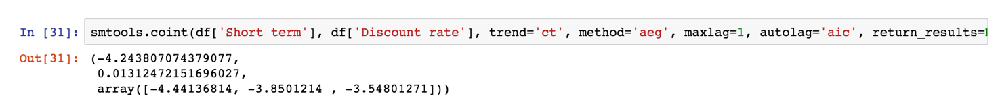 In [31]: smtools.coint(df['Short term'], df['Discount rate'], trend='ct', method='aeg', maxlag=1, autolag='aic', return_results=
Out[31]: (-4.243807074379077,
0.01312472151696027,
array([-4.44136814, -3.8501214 , -3.54801271]))